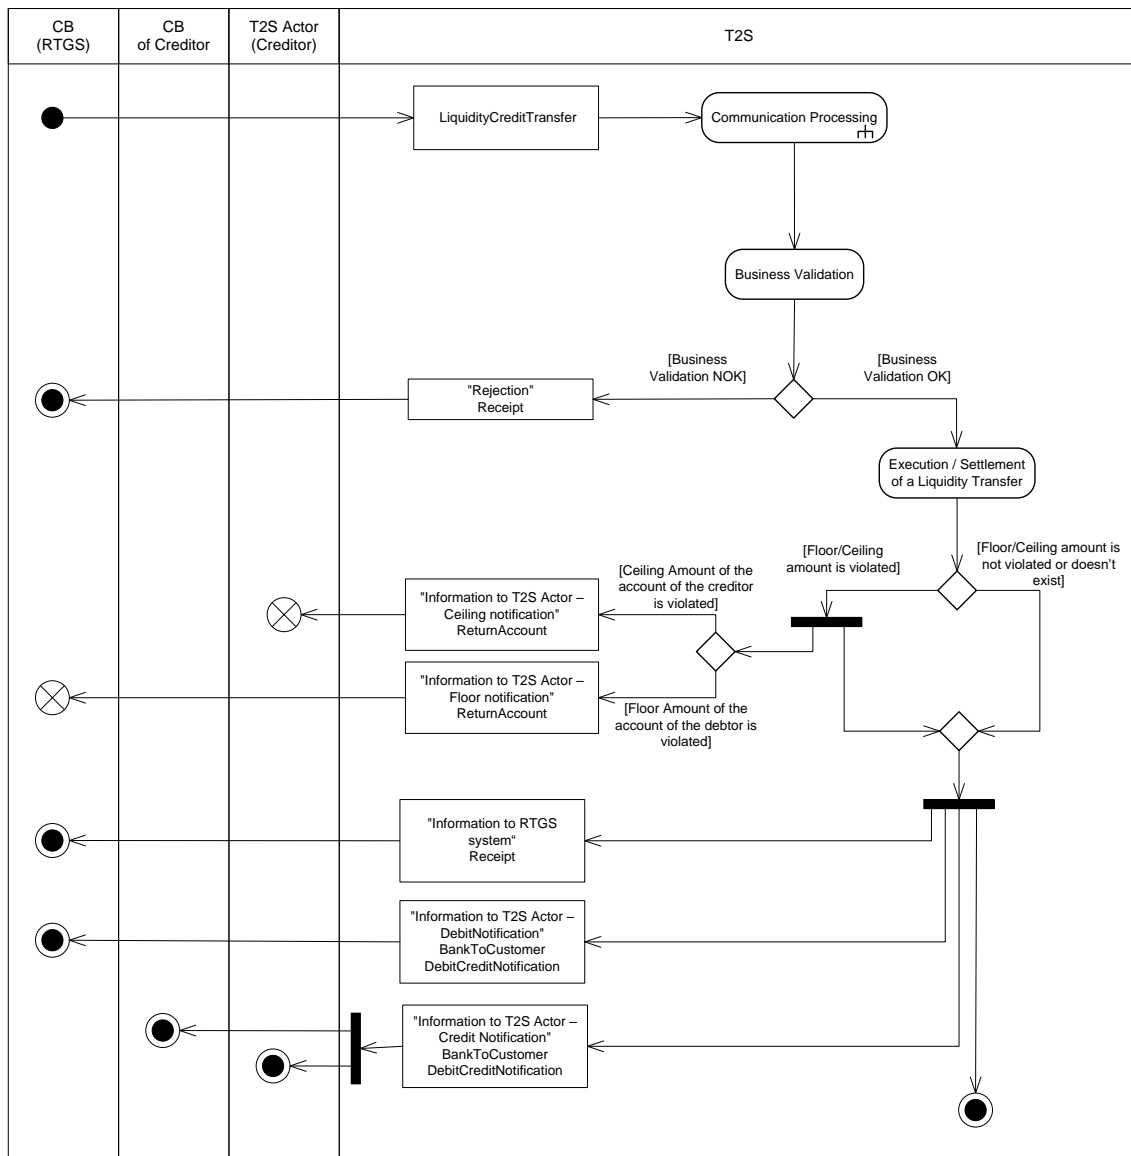 CB
(RTGS)
CB
of Creditor
T2S Actor
(Creditor)
T2S
LiquidityCreditTransfer
Communication Processing
Business Validation
[Business
Validation NOK]
[Business
Validation OK]
"Rejection"
Receipt
Execution / Settlement
of a Liquidity Transfer
[Floor/Ceiling
amount is violated]
[Floor/Ceiling amount is
not violated or doesn't
exist]
[Ceiling Amount of the
account of the creditor
is violated]
"Information to T2S Actor –
Ceiling notification"
ReturnAccount
"Information to T2S Actor –
Floor notification"
ReturnAccount
[Floor Amount of the
account of the debtor is
violated]
"Information to RTGS
system“
Receipt
"Information to T2S Actor –
DebitNotification"
BankToCustomer
DebitCreditNotification
"Information to T2S Actor –
Credit Notification"
BankToCustomer
DebitCreditNotification